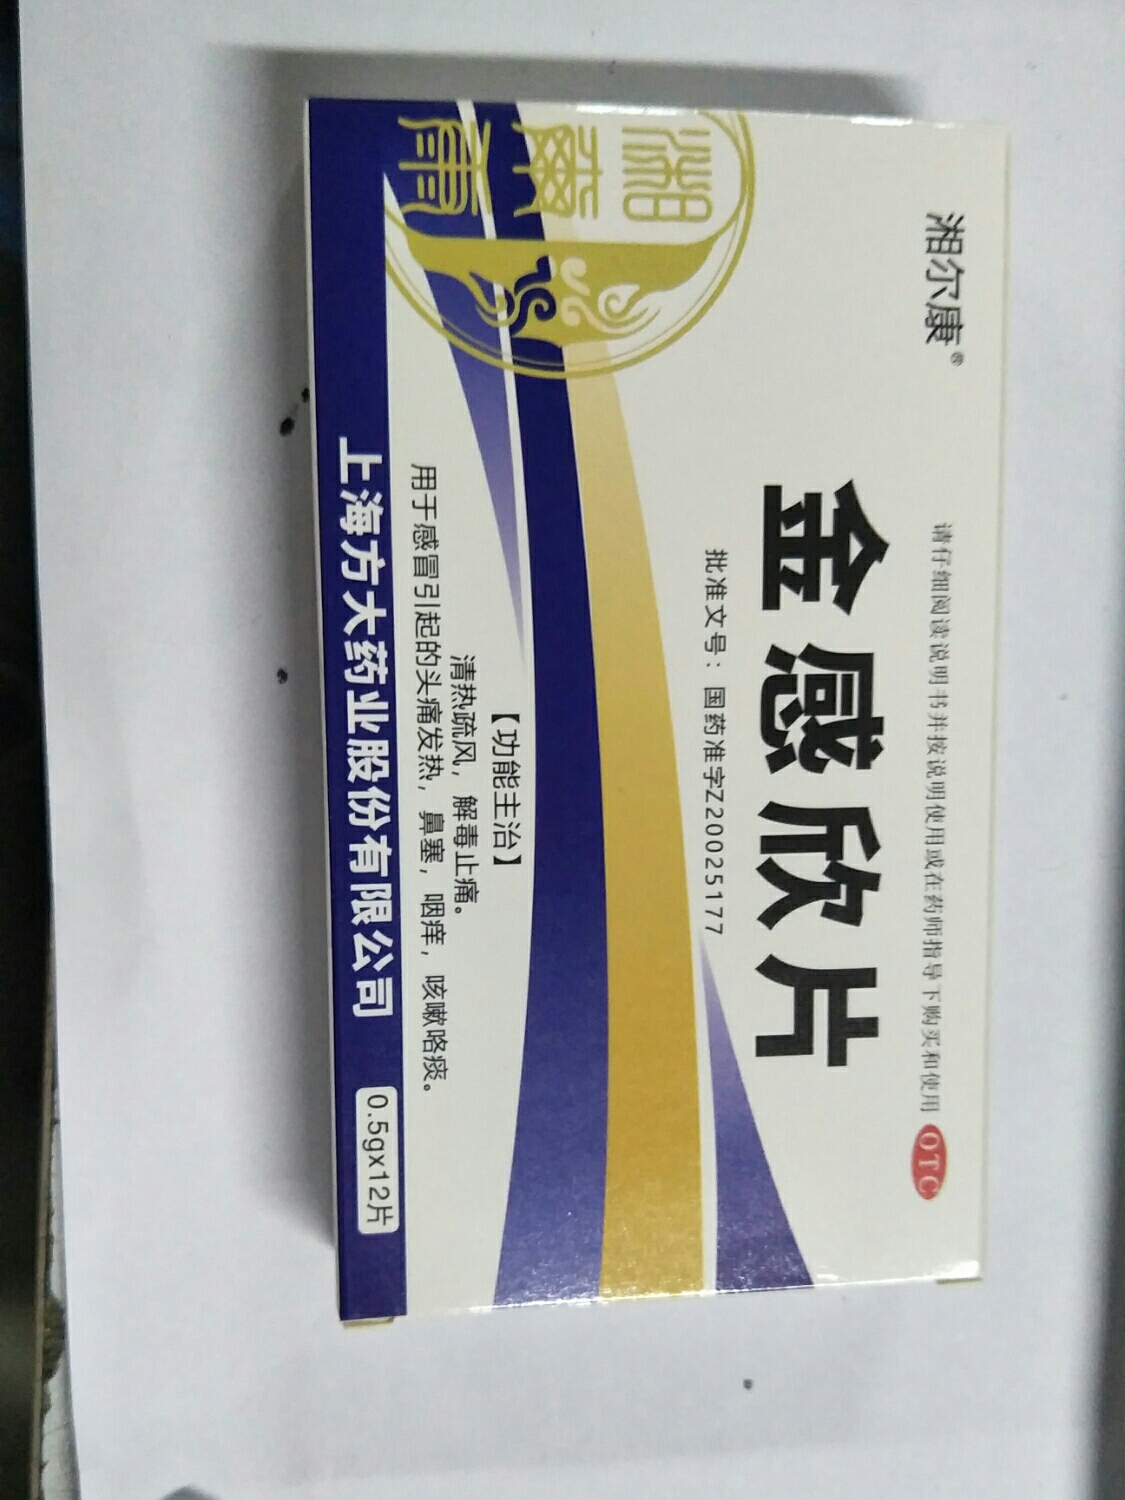 湘尔康®
请仔细阅读说明书并按说明使用或在药师指导下购买和使用
OTC
金感欣片
批准文号：国药准字Z20025177
【功能主治】
清热疏风，解毒止痛。
用于感冒引起的头痛发热，鼻塞，咽痒，咳嗽咯痰。
上海方大药业股份有限公司
0.5gx12片